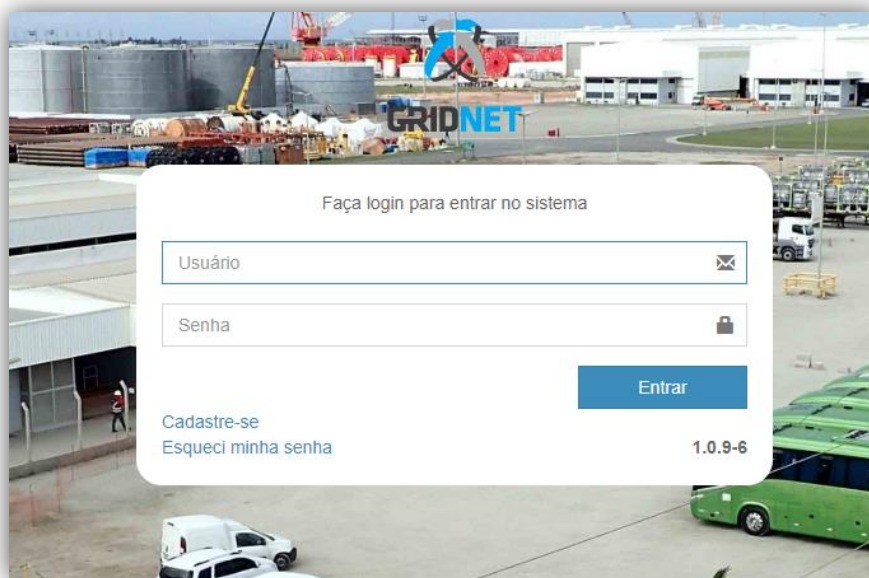 GRIDNET
Faça login para entrar no sistema
Usuário
Senha
Entrar
Cadastre-se
Esqueci minha senha
1.0.9-6